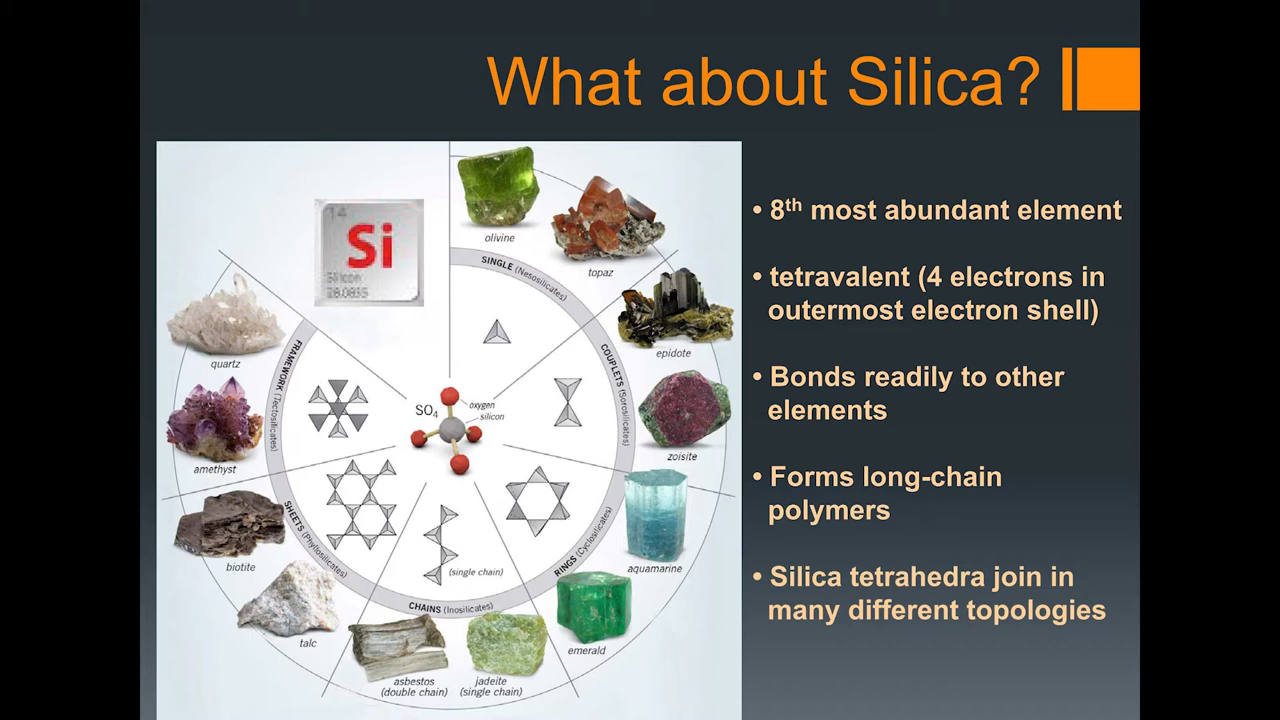 What about Silica?
14
Si
Silicon
28.0855
olivine
topaz
SINGLE (Nesosilicates)
epidote
COUPLETS (Sorosilicates)
zoisite
aquamarine
RINGS (Cyclosilicates)
emerald
CHAINS (Inosilicates)
(single chain)
jadeite
(single chain)
asbestos
(double chain)
SHEETS (Phyllosilicates)
talc
biotite
FRAMEWORK (Tectosilicates)
amethyst
quartz
SO4
oxygen
silicon
• 8th most abundant element
• tetravalent (4 electrons in
outermost electron shell)
• Bonds readily to other
elements
• Forms long-chain
polymers
• Silica tetrahedra join in
many different topologies